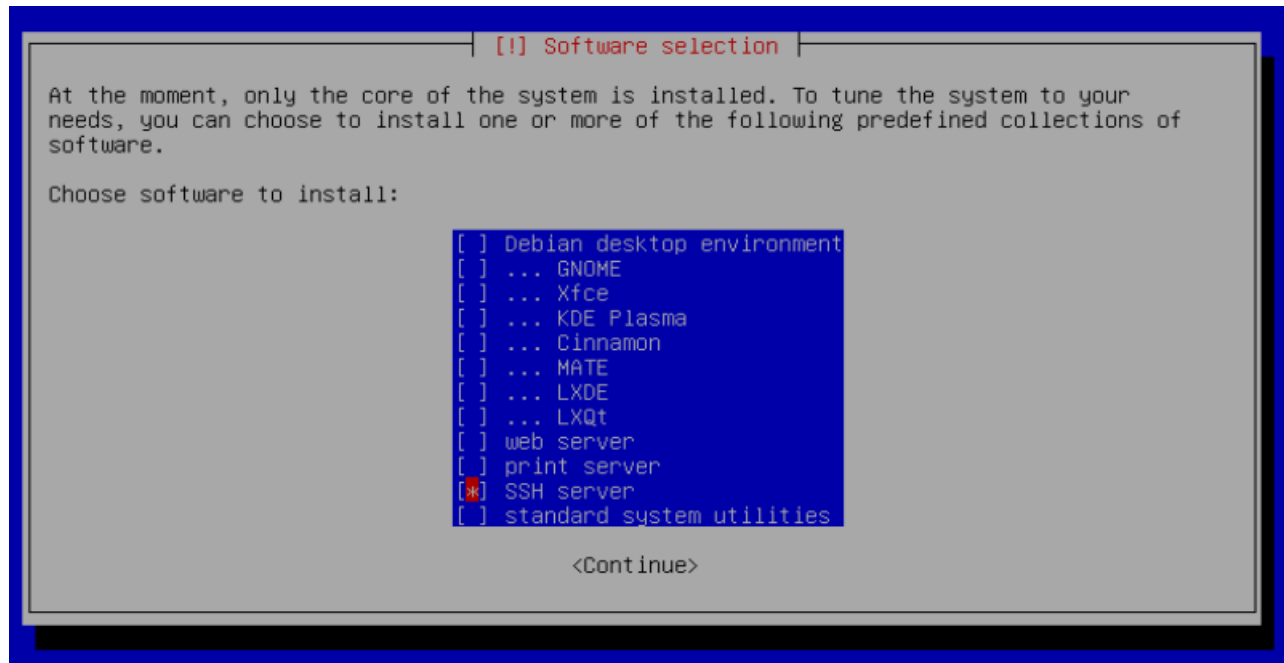 [!] Software selection
At the moment, only the core of the system is installed. To tune the system to your
needs, you can choose to install one or more of the following predefined collections of
software.
Choose software to install:
[ ] Debian desktop environment
[ ] ... GNOME
[ ] ... Xfce
[ ] ... KDE Plasma
[ ] ... Cinnamon
[ ] ... MATE
[ ] ... LXDE
[ ] ... LXQt
[ ] web server
[ ] print server
[*] SSH server
[ ] standard system utilities
<Continue>